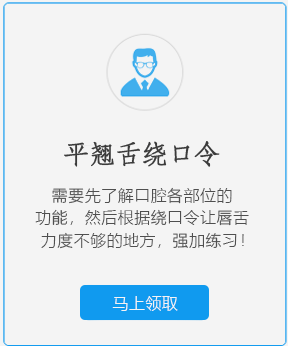 平翘舌绕口令
需要先了解口腔各部位的
功能，然后根据绕口令让唇舌
力度不够的地方，强加练习！
马上领取